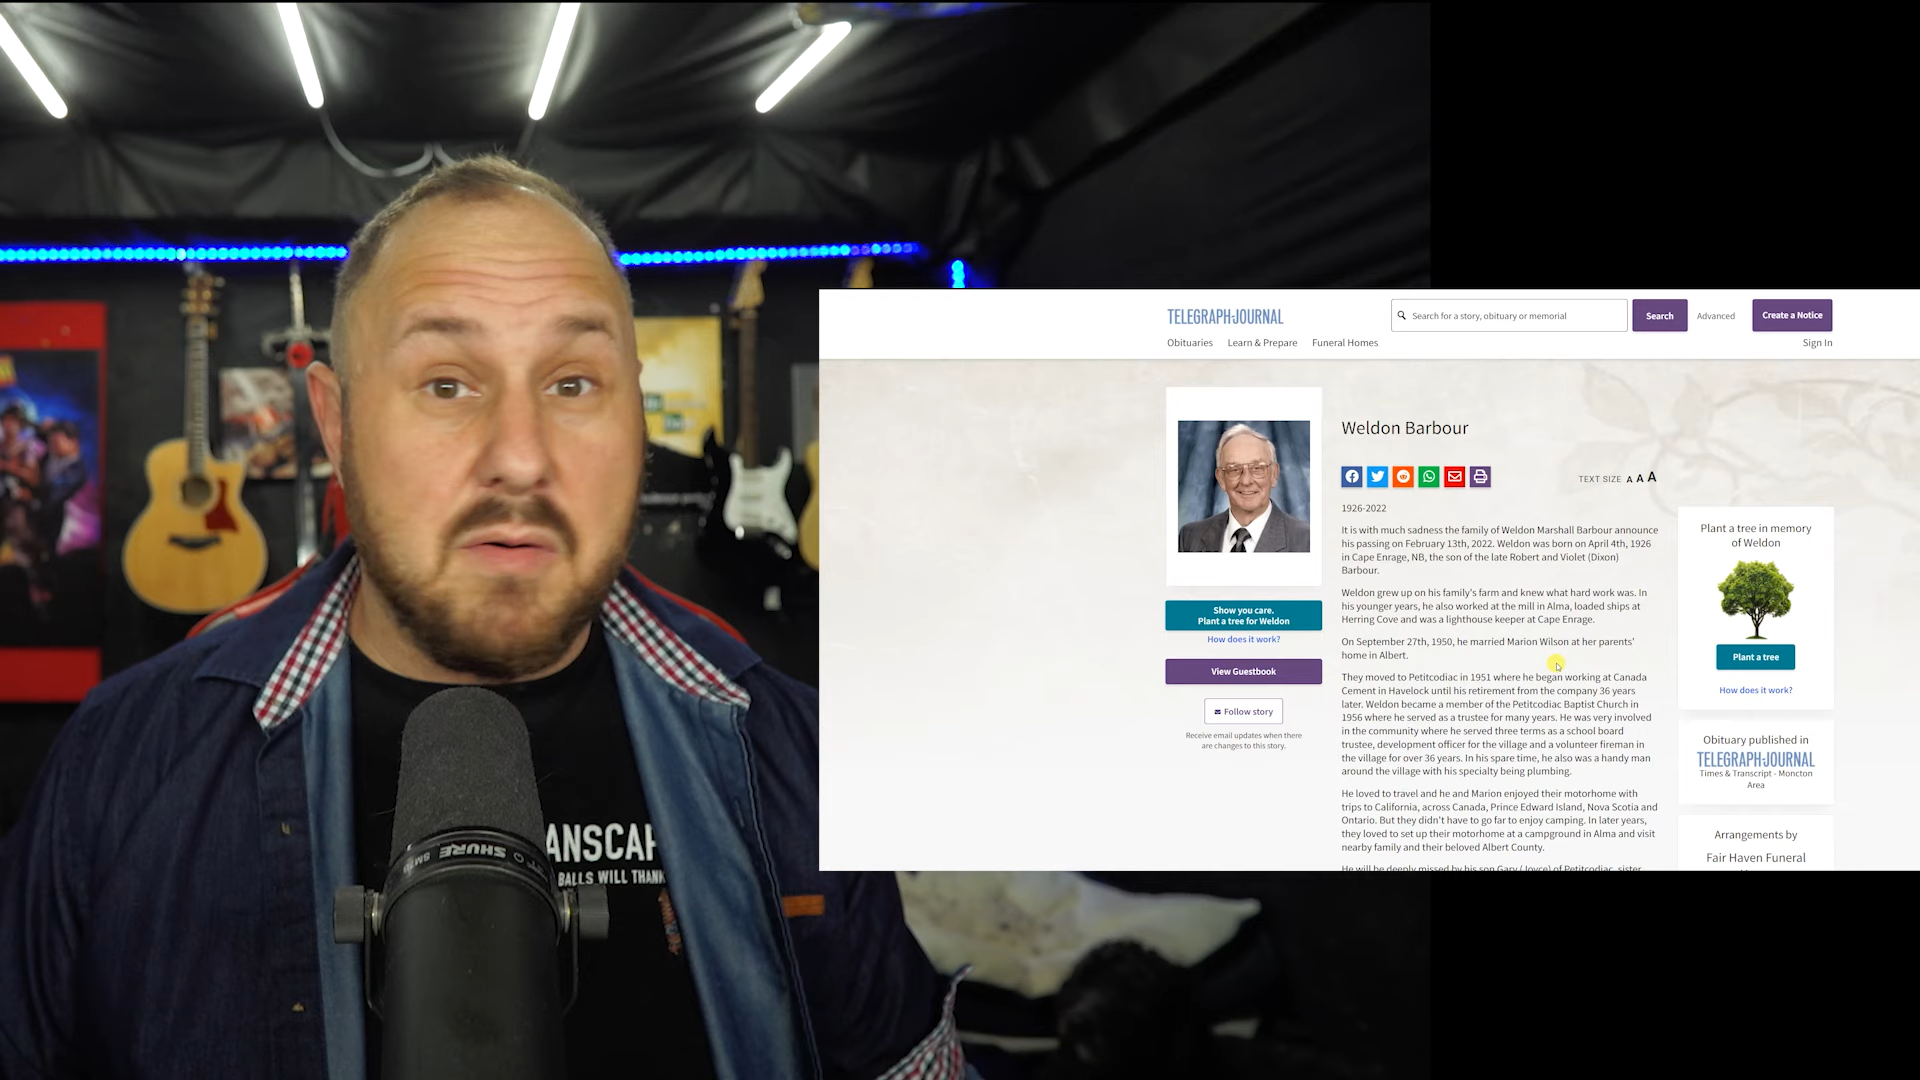 TELEGRAPH-JOURNAL
Search for a story, obituary or memorial
Search
Advanced
Create a Notice
Obituaries
Learn & Prepare
Funeral Homes
Sign In
Weldon Barbour
TEXT SIZE A A A
1926-2022
It is with much sadness the family of Weldon Marshall Barbour announce
his passing on February 13th, 2022. Weldon was born on April 4th, 1926
in Cape Enrage, NB, the son of the late Robert and Violet (Dixon)
Barbour.
Weldon grew up on his family's farm and knew what hard work was. In
his younger years, he also worked at the mill in Alma, loaded ships at
Herring Cove and was a lighthouse keeper at Cape Enrage.
On September 27th, 1950, he married Marion Wilson at her parents'
home in Albert.
They moved to Petitcodiac in 1951 where he began working at Canada
Cement in Havelock until his retirement from the company 36 years
later. Weldon became a member of the Petitcodiac Baptist Church in
1956 where he served as a trustee for many years. He was very involved
in the community where he served three terms as a school board
trustee, development officer for the village and a volunteer fireman in
the village for over 36 years. In his spare time, he also was a handy man
around the village with his specialty being plumbing.
He loved to travel and he and Marion enjoyed their motorhome with
trips to California, across Canada, Prince Edward Island, Nova Scotia and
Ontario. But they didn't have to go far to enjoy camping. In later years,
they loved to set up their motorhome at a campground in Alma and visit
nearby family and their beloved Albert County.
He will be deeply missed by his son Gary (Joyce) of Petitcodiac, sister
Show you care.
Plant a tree for Weldon
How does it work?
View Guestbook
Follow story
Receive email updates when there
are changes to this story.
Plant a tree in memory
of Weldon
Plant a tree
How does it work?
Obituary published in
TELEGRAPH-JOURNAL
Times & Transcript - Moncton
Area
Arrangements by
Fair Haven Funeral
ANSCAP
BALLS WILL THANK
SHURE SM